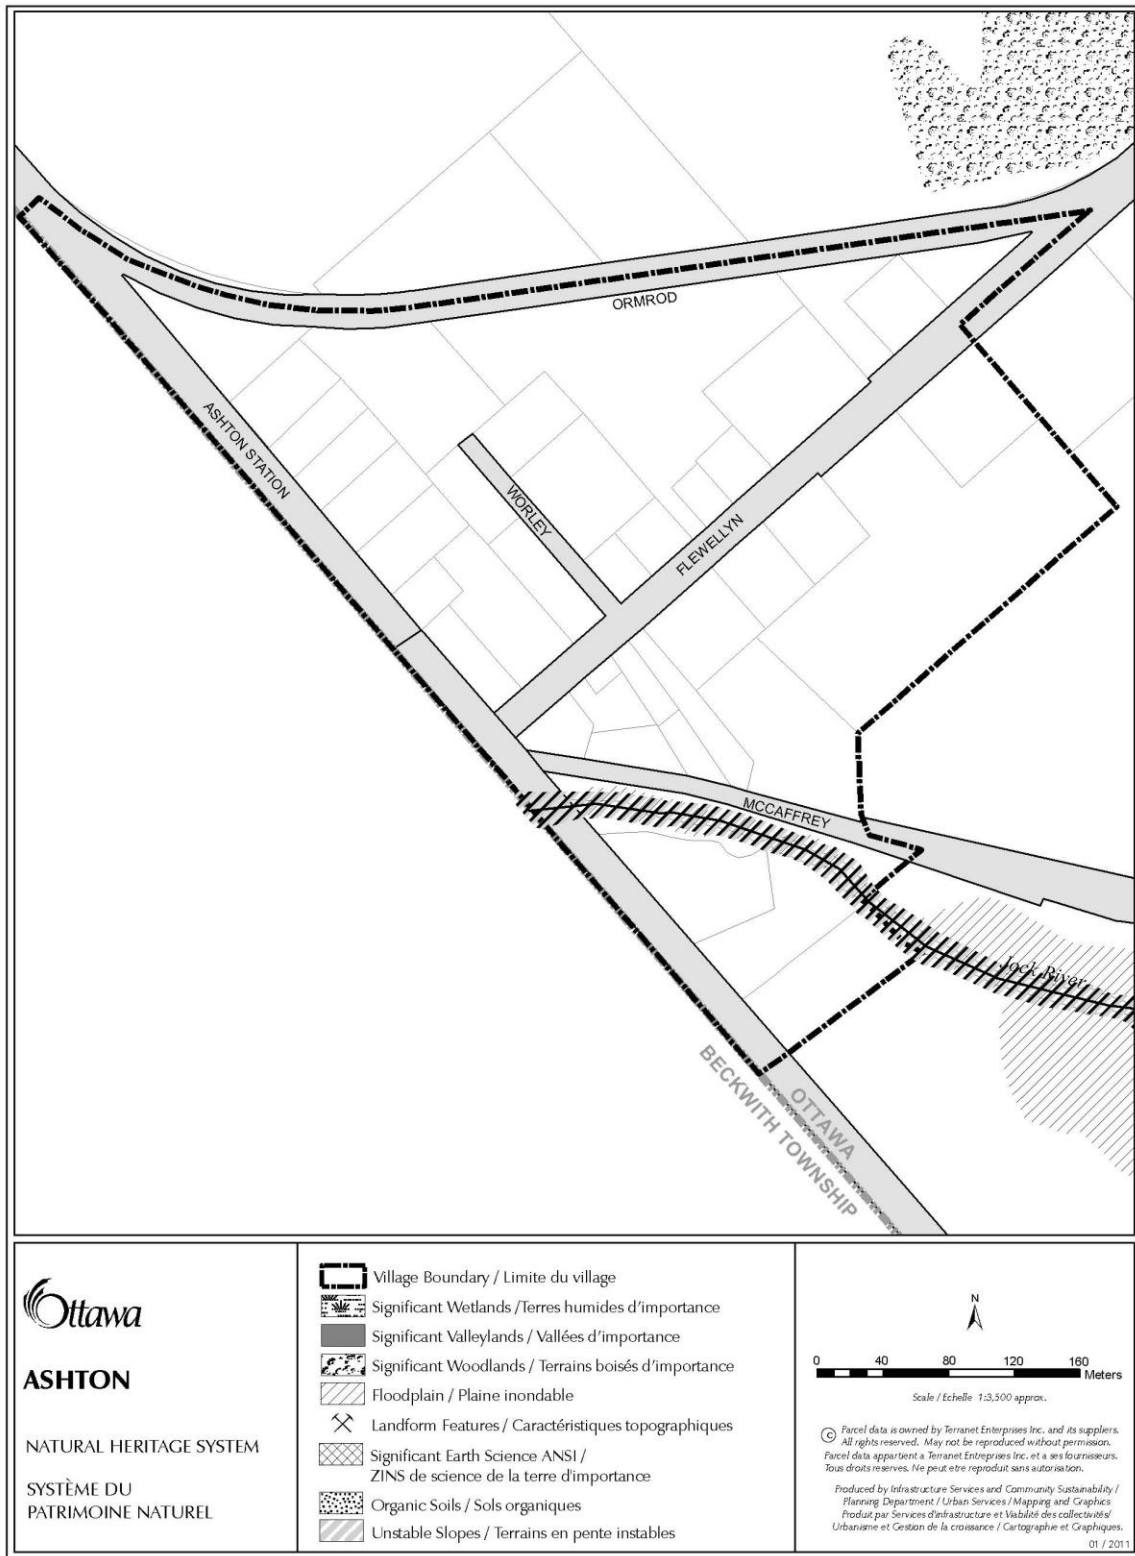 ORMROD
ASHTON STATION
WORLEY
FLEWELLYN
MCCAFFREY
Jock River
OTTAWA
BECKWITH TOWNSHIP
Ottawa
ASHTON
NATURAL HERITAGE SYSTEM
SYSTÈME DU
PATRIMOINE NATUREL
Village Boundary / Limite du village
Significant Wetlands /Terres humides d'importance
Significant Valleylands / Vallées d'importance
Significant Woodlands / Terrains boisés d'importance
Floodplain / Plaine inondable
Landform Features / Caractéristiques topographiques
Significant Earth Science ANSI /
ZINS de science de la terre d'importance
Organic Soils / Sols organiques
Unstable Slopes / Terrains en pente instables
N
0 40 80 120 160
Meters
Scale / Echelle 1:3,500 approx.
© Parcel data is owned by Teranet Enterprises Inc. and its suppliers.
All rights reserved. May not be reproduced without permission.
Parcel data appartient a Teranet Entreprises Inc. et a ses fournisseurs.
Tous droits reserves. Ne peut etre reproduit sans autorisation.
Produced by Infrastructure Services and Community Sustainability /
Planning Department / Urban Services / Mapping and Graphics
Produit par Services d'infrastructure et Viabilité des collectivités/
Urbanisme et Gestion de la croissance / Cartographie et Graphiques.
01 / 2011